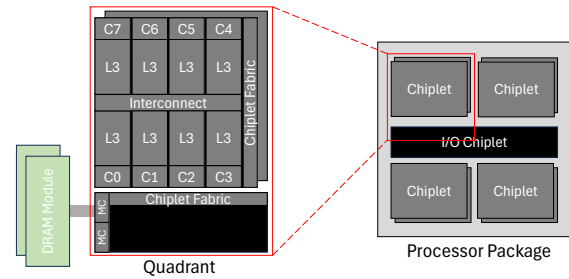 C7 C6 C5 C4
L3 L3 L3 L3
Interconnect
L3 L3 L3 L3
C0 C1 C2 C3
Chiplet Fabric
Chiplet Fabric
MC
MC
DRAM Module
Quadrant
Chiplet Chiplet
I/O Chiplet
Chiplet Chiplet
Processor Package